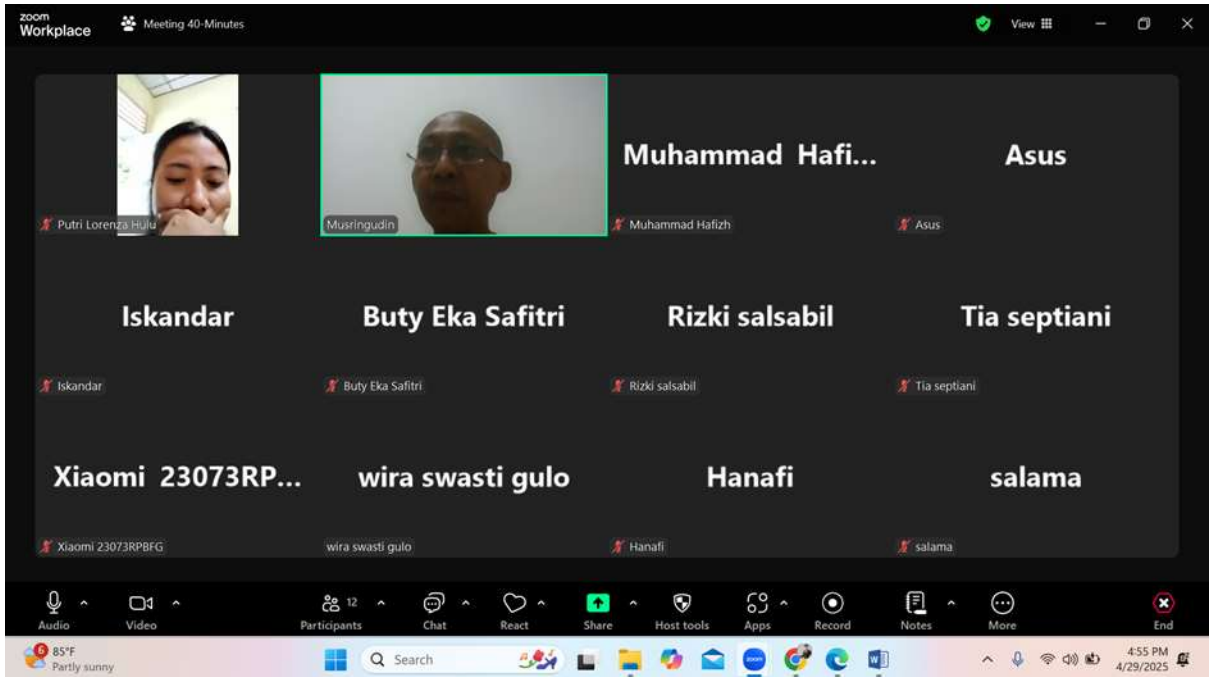 zoom
Workplace
Meeting 40-Minutes
View
Putri Lorenza Hulu
Musringudin
Muhammad Hafi...
Muhammad Hafizh
Asus
Asus
Iskandar
Iskandar
Buty Eka Safitri
Buty Eka Safitri
Rizki salsabil
Rizki salsabil
Tia septiani
Tia septiani
Xiaomi 23073RP...
Xiaomi 23073RPBFG
wira swasti gulo
wira swasti gulo
Hanafi
Hanafi
salama
salama
Audio
Video
12
Participants
Chat
React
Share
Host tools
Apps
Record
Notes
More
End
6
85°F
Partly sunny
Search
zoom
4:55 PM
4/29/2025